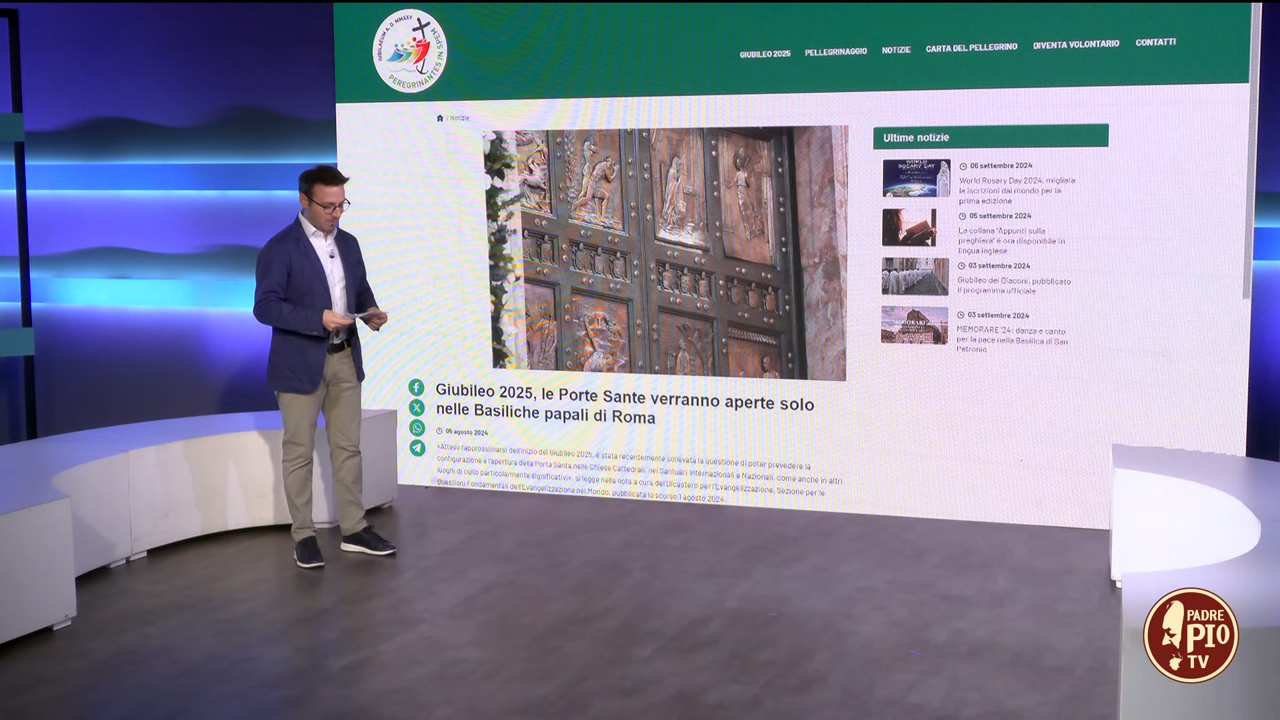 IUBILAEUM A. D. MMXXV
PEREGRINANTES IN SPEM
GIUBILEO 2025
PELLEGRINAGGIO
NOTIZIE
CARTA DEL PELLEGRINO
DIVENTA VOLONTARIO
CONTATTI
/ Notizie
Giubileo 2025, le Porte Sante verranno aperte solo
nelle Basiliche papali di Roma
05 agosto 2024
«Atteso l'approssimarsi dell'inizio del Giubileo 2025, è stata recentemente sollevata la questione di poter prevedere la
configurazione e l'apertura della Porta Santa nelle Chiese Cattedrali, nei Santuari Internazionali e Nazionali, come anche in altri
luoghi di culto particolarmente significativi», si legge nella nota a cura del Dicastero per l'Evangelizzazione, Sezione per le
Questioni Fondamentali dell'Evangelizzazione nel Mondo, pubblicata lo scorso 1 agosto 2024.
Ultime notizie
WORLD
ROSARY DAY
06 settembre 2024
World Rosary Day 2024, migliaia
le iscrizioni dal mondo per la
prima edizione
05 settembre 2024
La collana "Appunti sulla
preghiera" è ora disponibile in
lingua inglese
03 settembre 2024
Giubileo dei Diaconi, pubblicato
il programma ufficiale
03 settembre 2024
MEMORARE '24: danza e canto
per la pace nella Basilica di San
Petronio
PADRE
PIO
TV